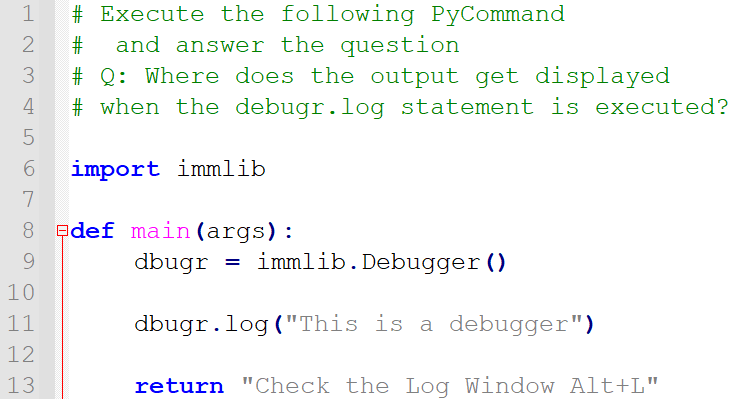 1 # Execute the following PyCommand
2 #  and answer the question
3 # Q: Where does the output get displayed
4 # when the debugr.log statement is executed?
5
6 import immlib
7
8 def main(args):
9     dbugr = immlib.Debugger()
10
11     dbugr.log("This is a debugger")
12
13     return "Check the Log Window Alt+L"